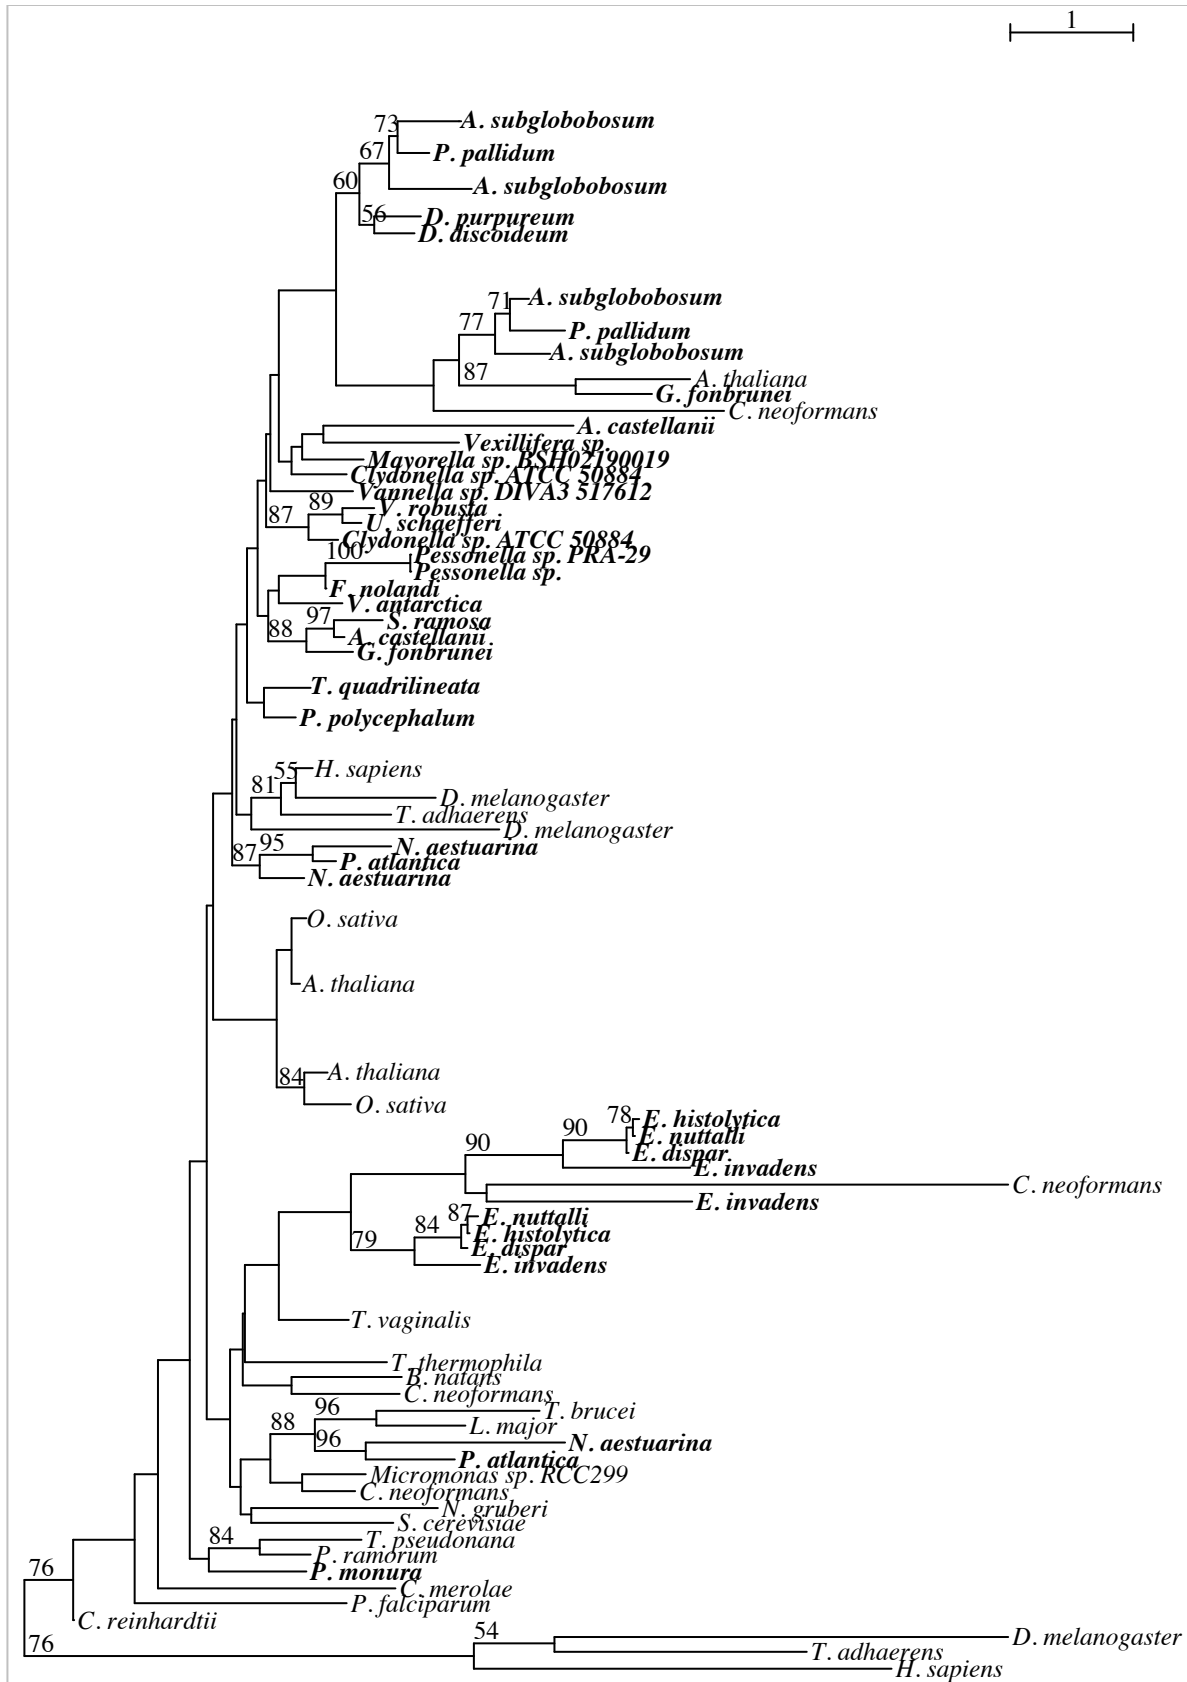 1
73
A. subglobobosum
P. pallidum
67
A. subglobobosum
60
56
D. purpureum
D. discoideum
71
A. subglobobosum
77
P. pallidum
A. subglobobosum
87
A. thaliana
G. fonbrunei
C. neoformans
A. castellanii
Vexillifera sp.
Mayorella sp. BSH02190019
Clydonella sp. ATCC 50884
Vannella sp. DIVA3 517612
89
V. robusta
87
U. schaefferi
Clydonella sp. ATCC 50884
100
Pessonella sp. PRA-29
Pessonella sp.
F. nolandi
V. antarctica
97
S. ramosa
88
A. castellanii
G. fonbrunei
T. quadrilineata
P. polycephalum
55
H. sapiens
81
D. melanogaster
T. adhaerens
D. melanogaster
95
N. aestuarina
87
P. atlantica
N. aestuarina
O. sativa
A. thaliana
84
A. thaliana
O. sativa
78
E. histolytica
90
90
E. nuttalli
E. dispar
E. invadens
C. neoformans
E. invadens
87
E. nuttalli
84
79
E. histolytica
E. dispar
E. invadens
T. vaginalis
T. thermophila
B. natans
C. neoformans
96
T. brucei
88
L. major
96
N. aestuarina
P. atlantica
Micromonas sp. RCC299
C. neoformans
N. gruberi
S. cerevisiae
84
T. pseudonana
P. ramorum
76
P. monura
C. merolae
P. falciparum
C. reinhardtii
76
54
D. melanogaster
T. adhaerens
H. sapiens